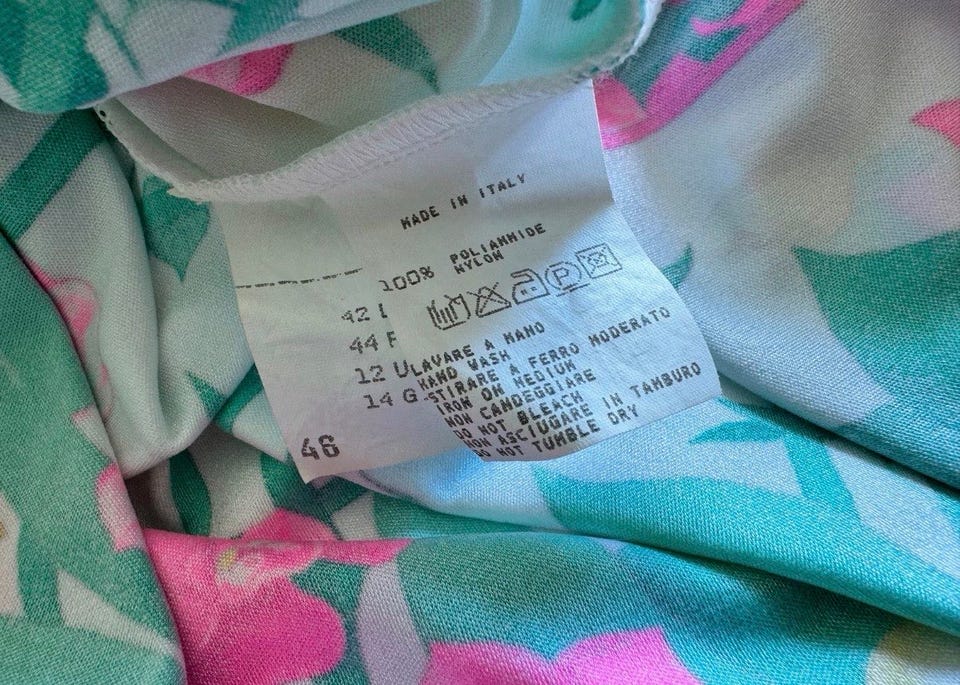 MADE IN ITALY
100% POLIAMMIDE
NYLON
P
42
44 F
12 U
14 G
LAVARE A MANO
HAND WASH
STIRARE A FERRO MODERATO
IRON ON MEDIUM
NON CANDEGGIARE
DO NOT BLEACH
NON ASCIUGARE IN TAMBURO
DO NOT TUMBLE DRY
46